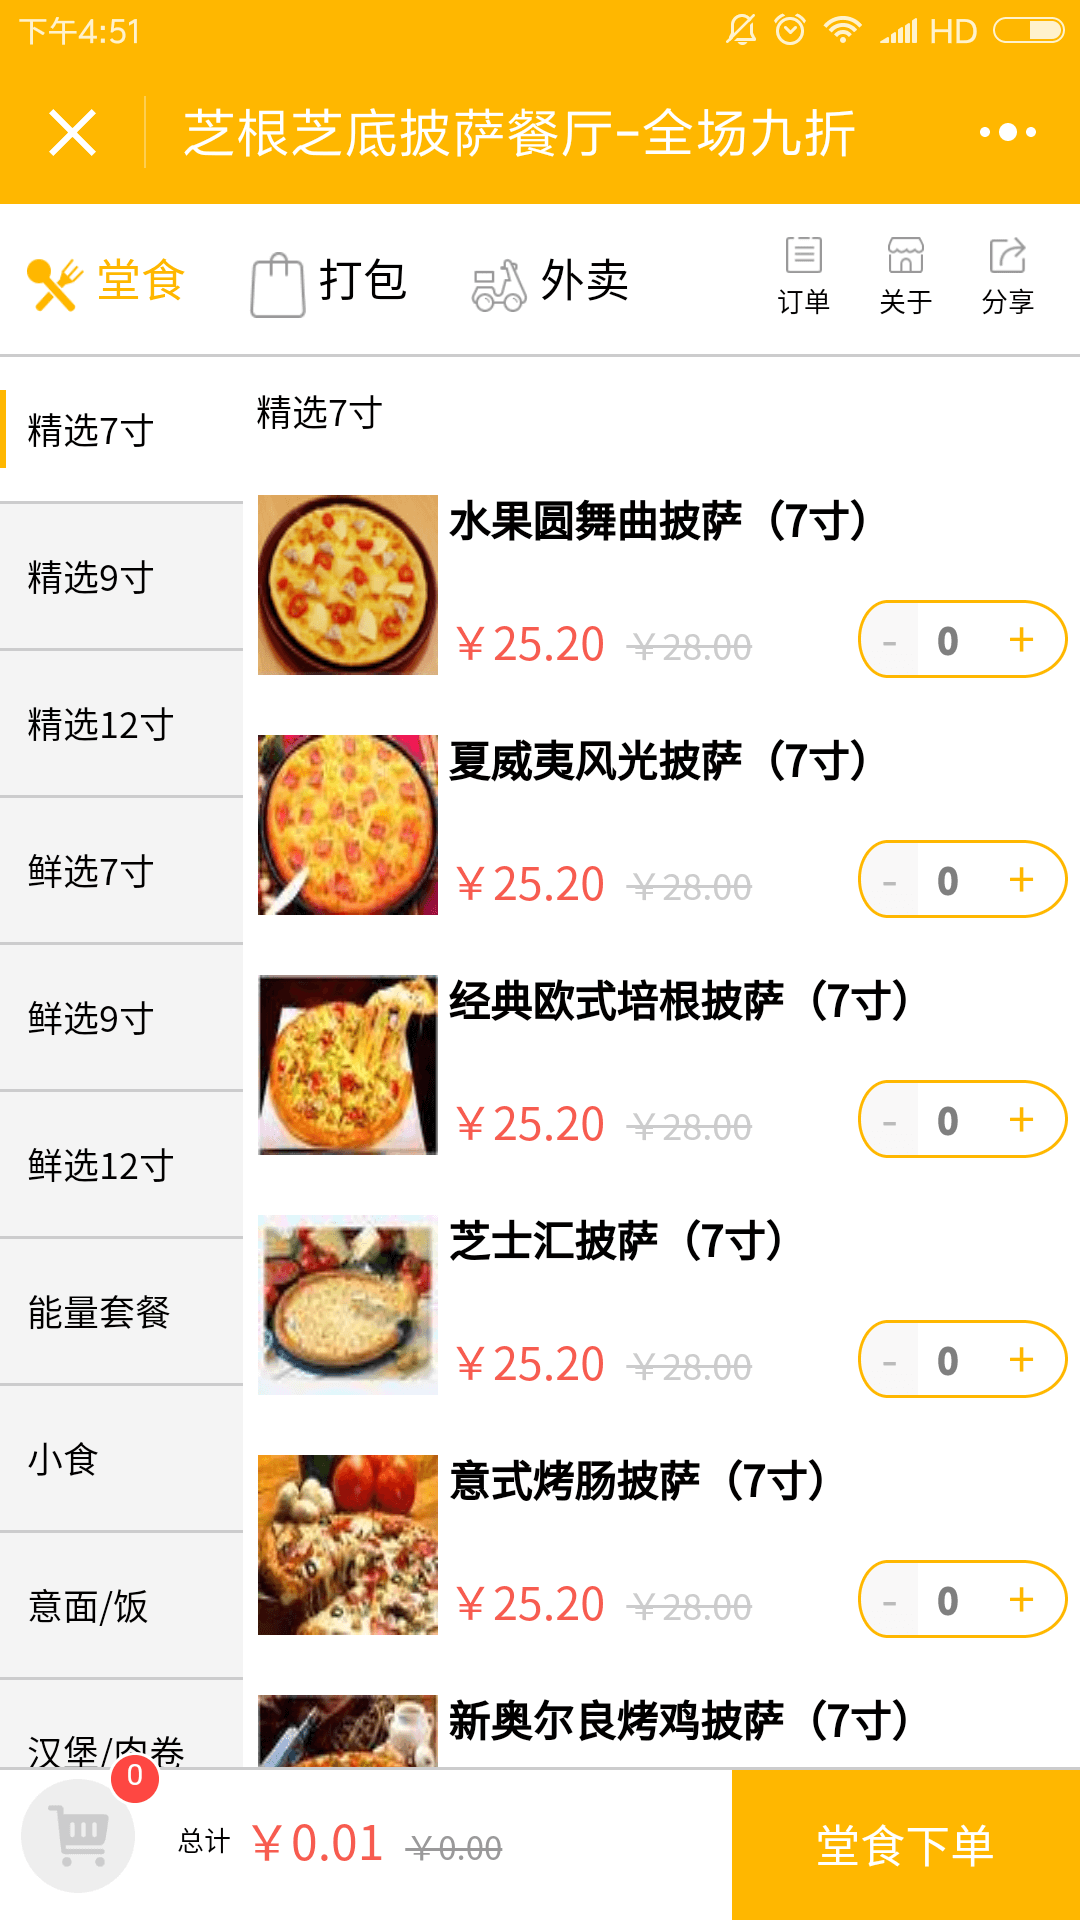 下午4:51
HD
芝根芝底披萨餐厅-全场九折
堂食
打包
外卖
订单
关于
分享
精选7寸
精选9寸
精选12寸
鲜选7寸
鲜选9寸
鲜选12寸
能量套餐
小食
意面/饭
汉堡/肉卷
精选7寸
水果圆舞曲披萨（7寸）
￥25.20 ￥28.00 - 0 +
夏威夷风光披萨（7寸）
￥25.20 ￥28.00 - 0 +
经典欧式培根披萨（7寸）
￥25.20 ￥28.00 - 0 +
芝士汇披萨（7寸）
￥25.20 ￥28.00 - 0 +
意式烤肠披萨（7寸）
￥25.20 ￥28.00 - 0 +
新奥尔良烤鸡披萨（7寸）
0
总计 ￥0.01 ￥0.00
堂食下单